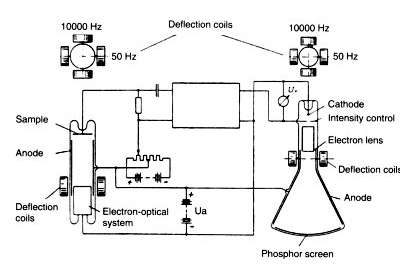 10000 Hz
Deflection coils
10000 Hz
50 Hz
50 Hz
Sample
Anode
Deflection
coils
Electron-optical
system
+
-
+
Ua
-
Cathode
Intensity control
Electron lens
Deflection coils
Anode
Phosphor screen